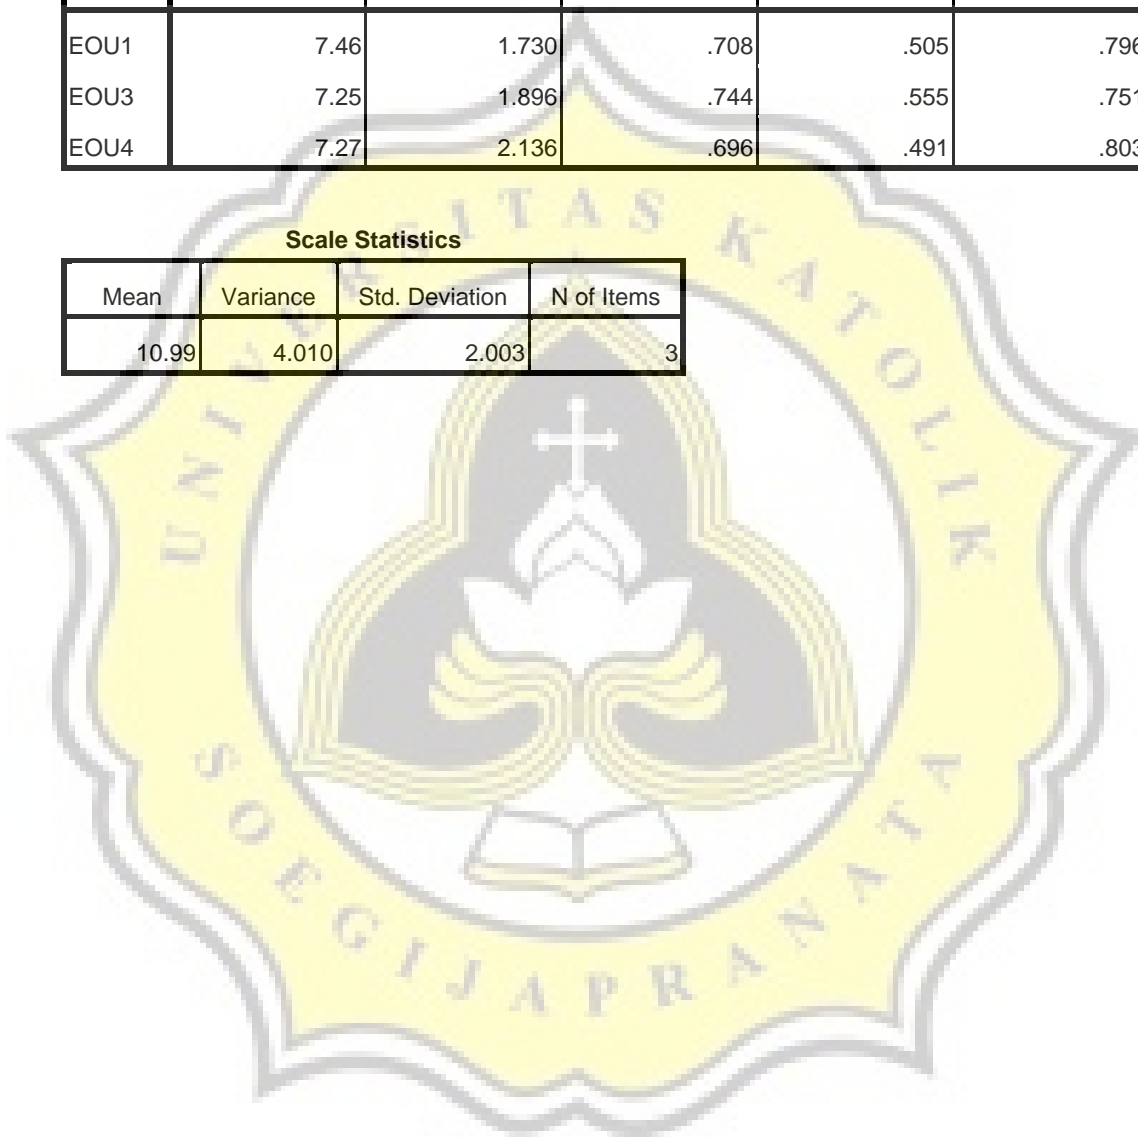 EOU1 7.46 1.730 .708 .505 .796
EOU3 7.25 1.896 .744 .555 .751
EOU4 7.27 2.136 .696 .491 .803
Scale Statistics
Mean Variance Std. Deviation N of Items
10.99 4.010 2.003 3
UNIVERSITAS KATOLIK
SOEGIJAPRANATA